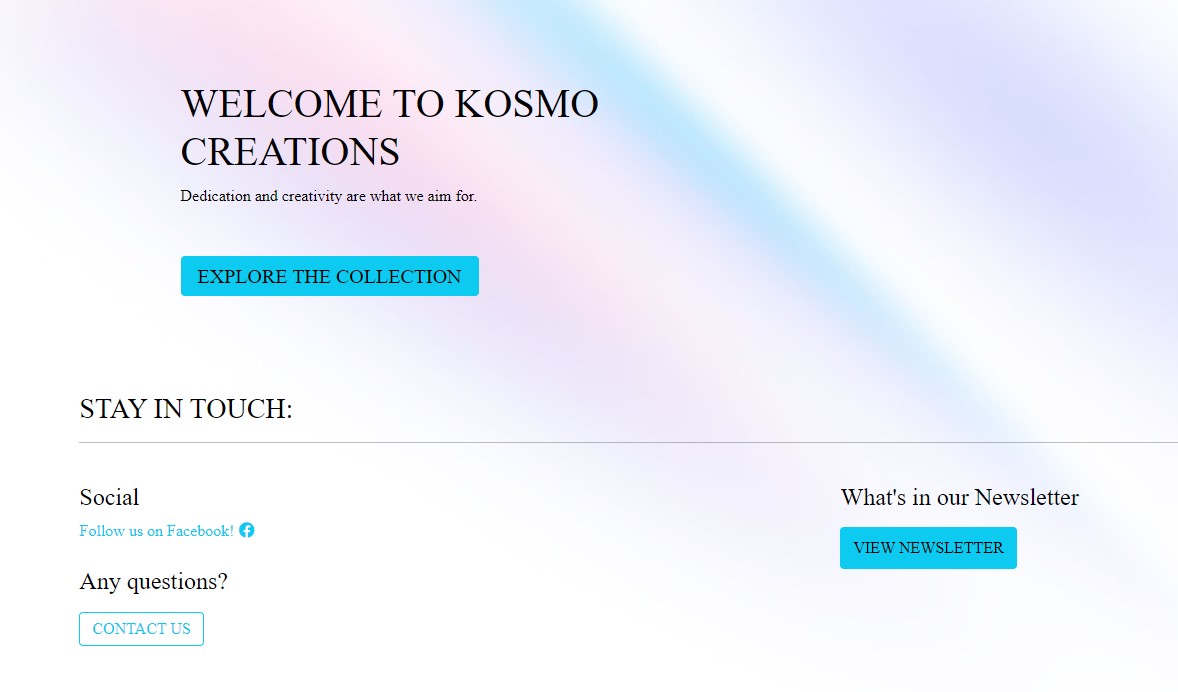 WELCOME TO KOSMO
CREATIONS
Dedication and creativity are what we aim for.
EXPLORE THE COLLECTION
STAY IN TOUCH:
Social
Follow us on Facebook!
Any questions?
CONTACT US
What's in our Newsletter
VIEW NEWSLETTER